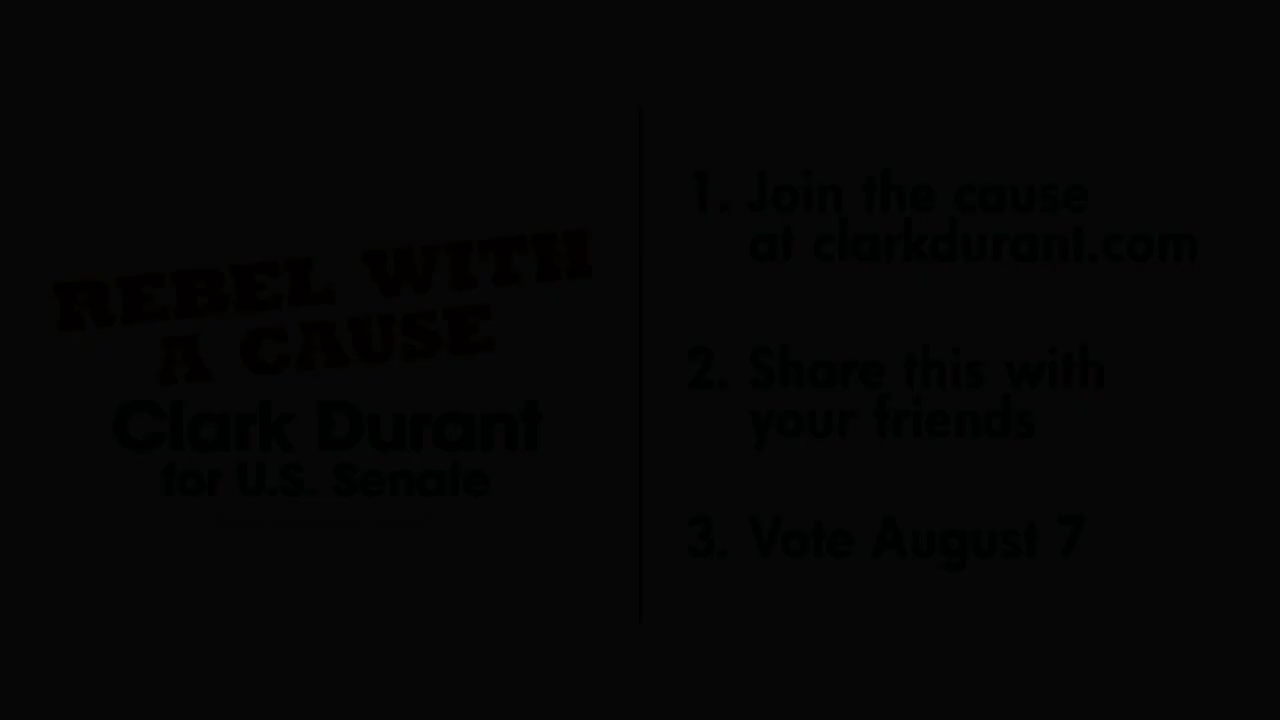 REBEL WITH
A CAUSE
Clark Durant
for U.S. Senate
1. Join the cause
at clarkdurant.com
2. Share this with
your friends
3. Vote August 7